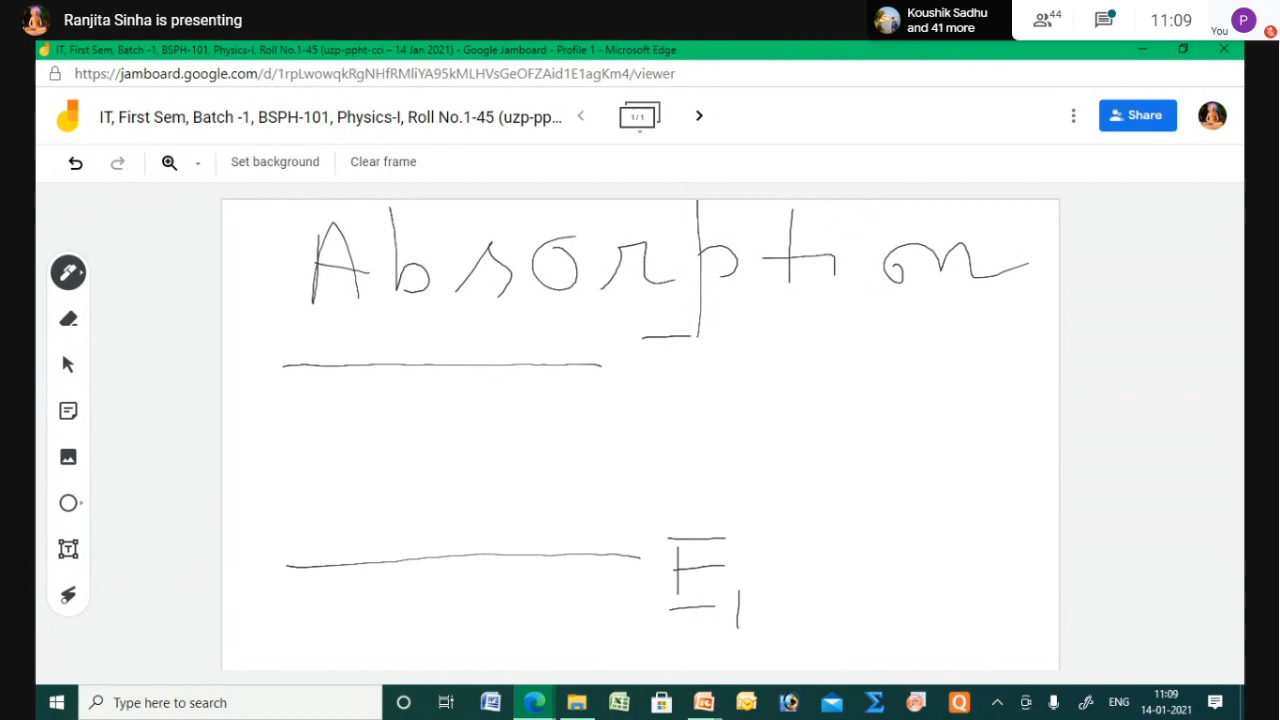 Ranjita Sinha is presenting
Koushik Sadhu
and 41 more
44
11:09
You
P
IT, First Sem, Batch -1, BSPH-101, Physics-I, Roll No.1-45 (uzp-ppht-cci – 14 Jan 2021) - Google Jamboard - Profile 1 - Microsoft Edge
https://jamboard.google.com/d/1rpLwowqkRgNHfRMliYA95kMLHVsGeOFZAid1E1agKm4/viewer
IT, First Sem, Batch -1, BSPH-101, Physics-I, Roll No.1-45 (uzp-pp...
1/1
Share
Set background
Clear frame
Absorption
E1
Type here to search
ENG
11:09
14-01-2021